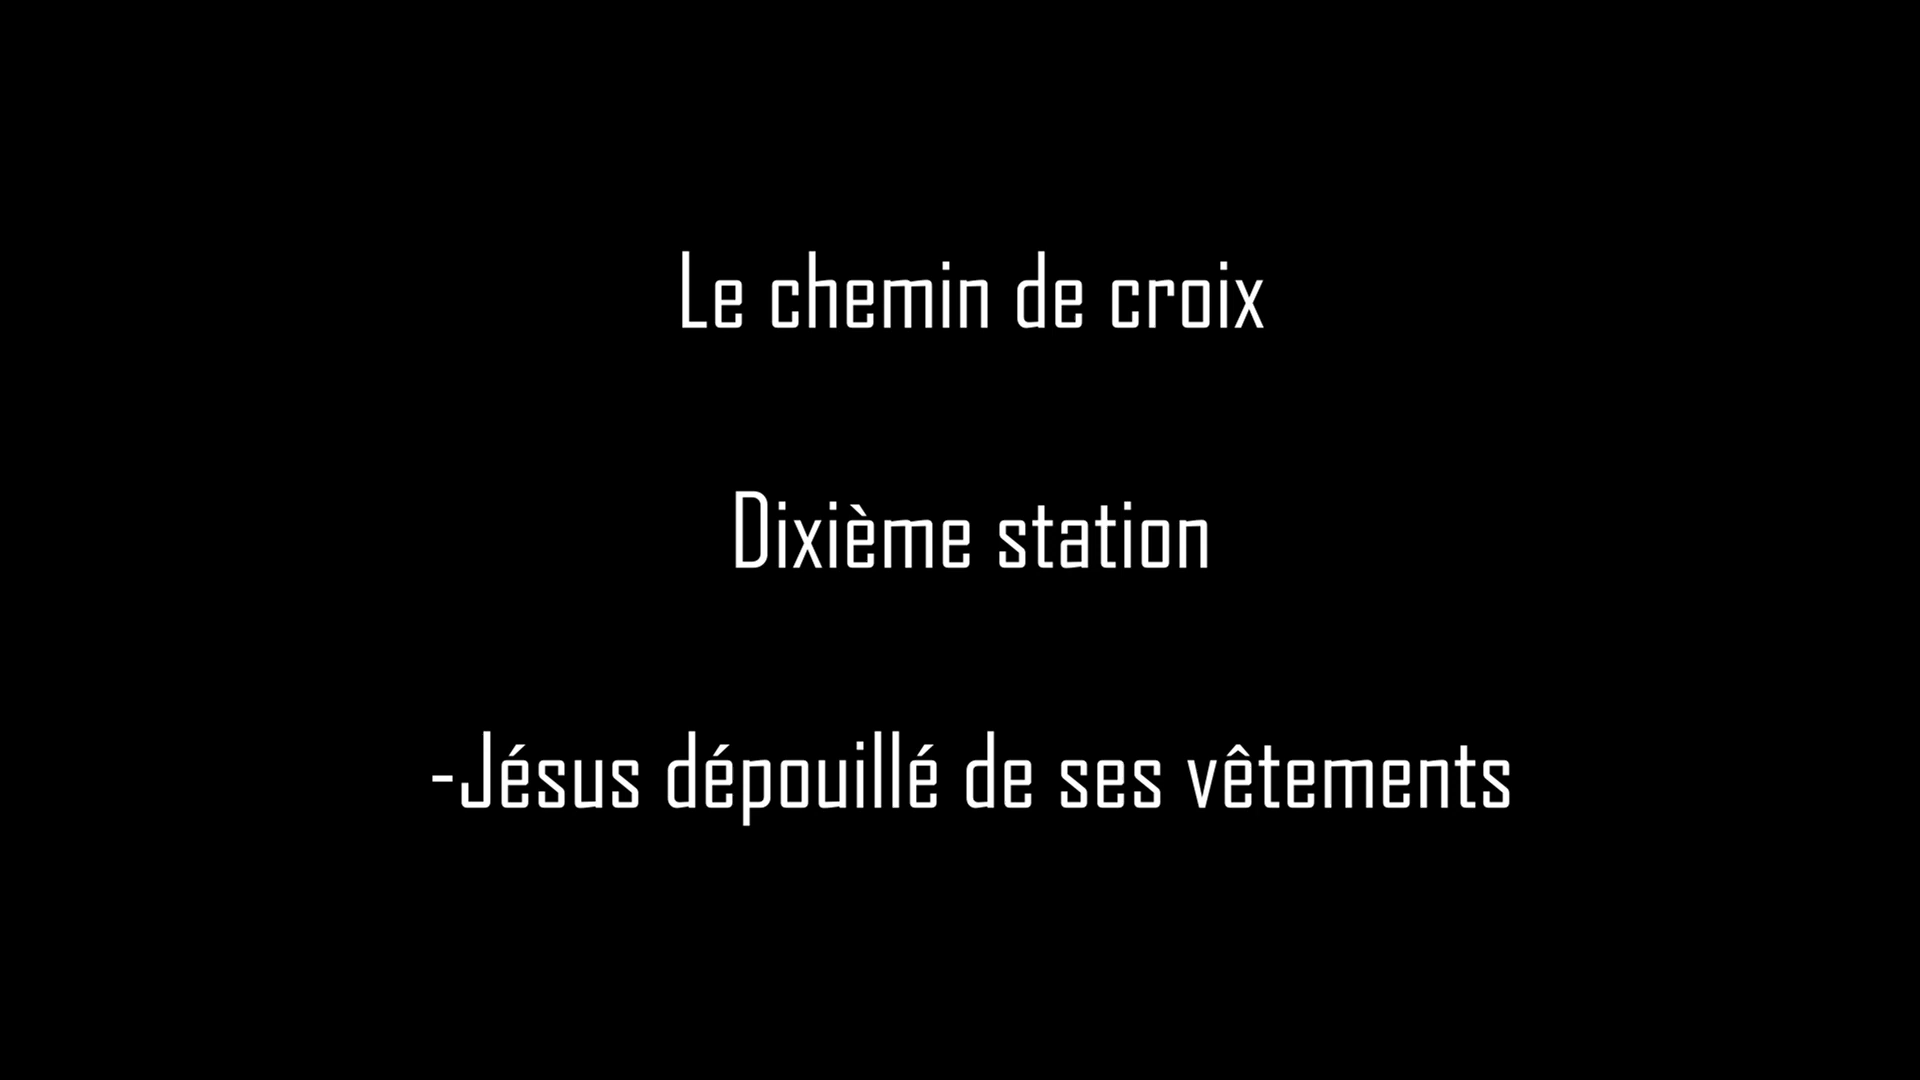 Le chemin de croix
Dixième station
-Jésus dépouillé de ses vêtements